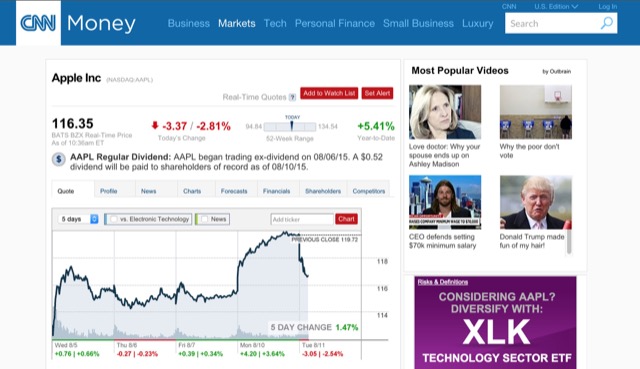 CNN U.S. Edition Log In
CNN Money
Business Markets Tech Personal Finance Small Business Luxury
Search
Apple Inc (NASDAQ:AAPL)
Real-Time Quotes ? Add to Watch List Set Alert
116.35
BATS BZX Real-Time Price
As of 10:36am ET
-3.37 / -2.81%
Today's Change
94.84 TODAY 134.54
52-Week Range
+5.41%
Year-to-Date
$ AAPL Regular Dividend: AAPL began trading ex-dividend on 08/06/15. A $0.52
dividend will be paid to shareholders of record as of 08/10/15.
Quote Profile News Charts Forecasts Financials Shareholders Competitors
5 days vs. Electronic Technology News Add ticker Chart
PREVIOUS CLOSE 119.72
118
116
114
5 DAY CHANGE 1.47%
Wed 8/5 Thu 8/6 Fri 8/7 Mon 8/10 Tue 8/11
+0.76 | +0.66% -0.27 | -0.23% +0.39 | +0.34% +4.20 | +3.64% -3.05 | -2.54%
Most Popular Videos by Outbrain
Love doctor: Why your
spouse ends up on
Ashley Madison
Why the poor don't
vote
CEO defends setting
$70k minimum salary
Donald Trump made
fun of my hair!
Risks & Definitions
CONSIDERING AAPL?
DIVERSIFY WITH:
XLK
TECHNOLOGY SECTOR ETF